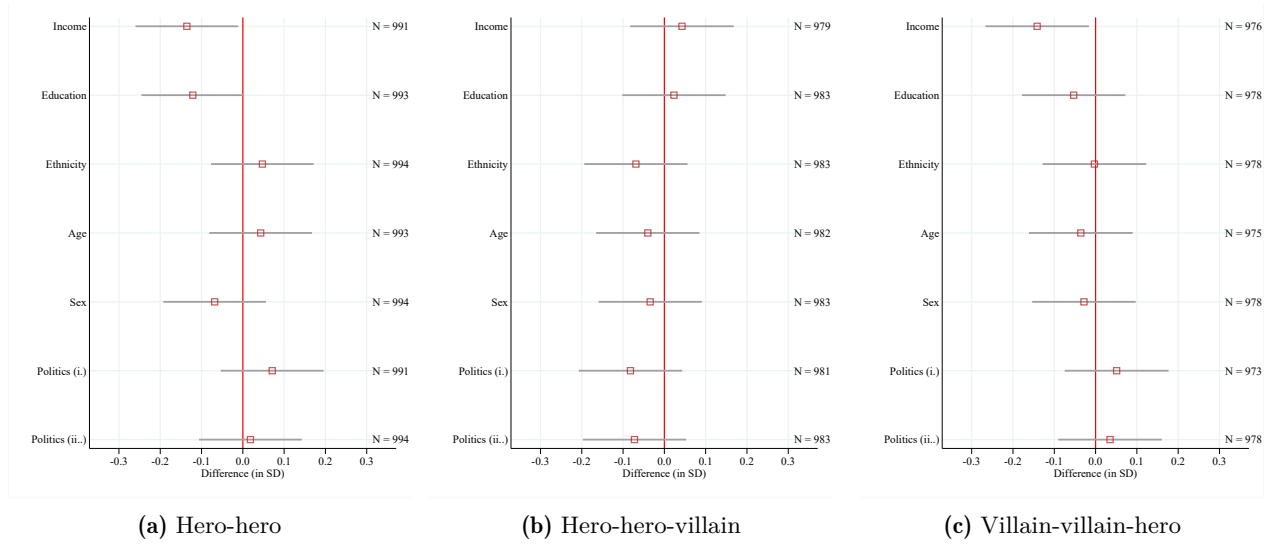 Income
N = 991
Education
N = 993
Ethnicity
N = 994
Age
N = 993
Sex
N = 994
Politics (i.)
N = 991
Politics (ii..)
N = 994
-0.3 -0.2 -0.1 0.0 0.1 0.2 0.3
Difference (in SD)
(a) Hero-hero
Income
N = 979
Education
N = 983
Ethnicity
N = 983
Age
N = 982
Sex
N = 983
Politics (i.)
N = 981
Politics (ii..)
N = 983
-0.3 -0.2 -0.1 0.0 0.1 0.2 0.3
Difference (in SD)
(b) Hero-hero-villain
Income
N = 976
Education
N = 978
Ethnicity
N = 978
Age
N = 975
Sex
N = 978
Politics (i.)
N = 973
Politics (ii..)
N = 978
-0.3 -0.2 -0.1 0.0 0.1 0.2 0.3
Difference (in SD)
(c) Villain-villain-hero